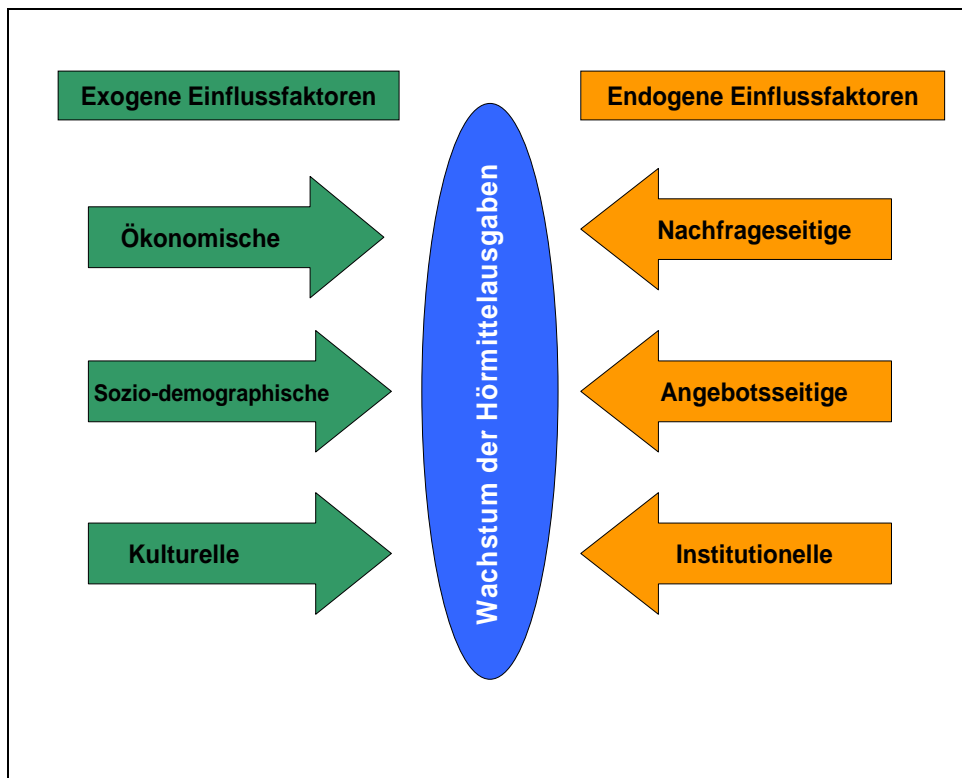 Exogene Einflussfaktoren
Endogene Einflussfaktoren
Ökonomische
Nachfrageseitige
Sozio-demographische
Angebotsseitige
Kulturelle
Institutionelle
Wachstum der Hörmittelausgaben